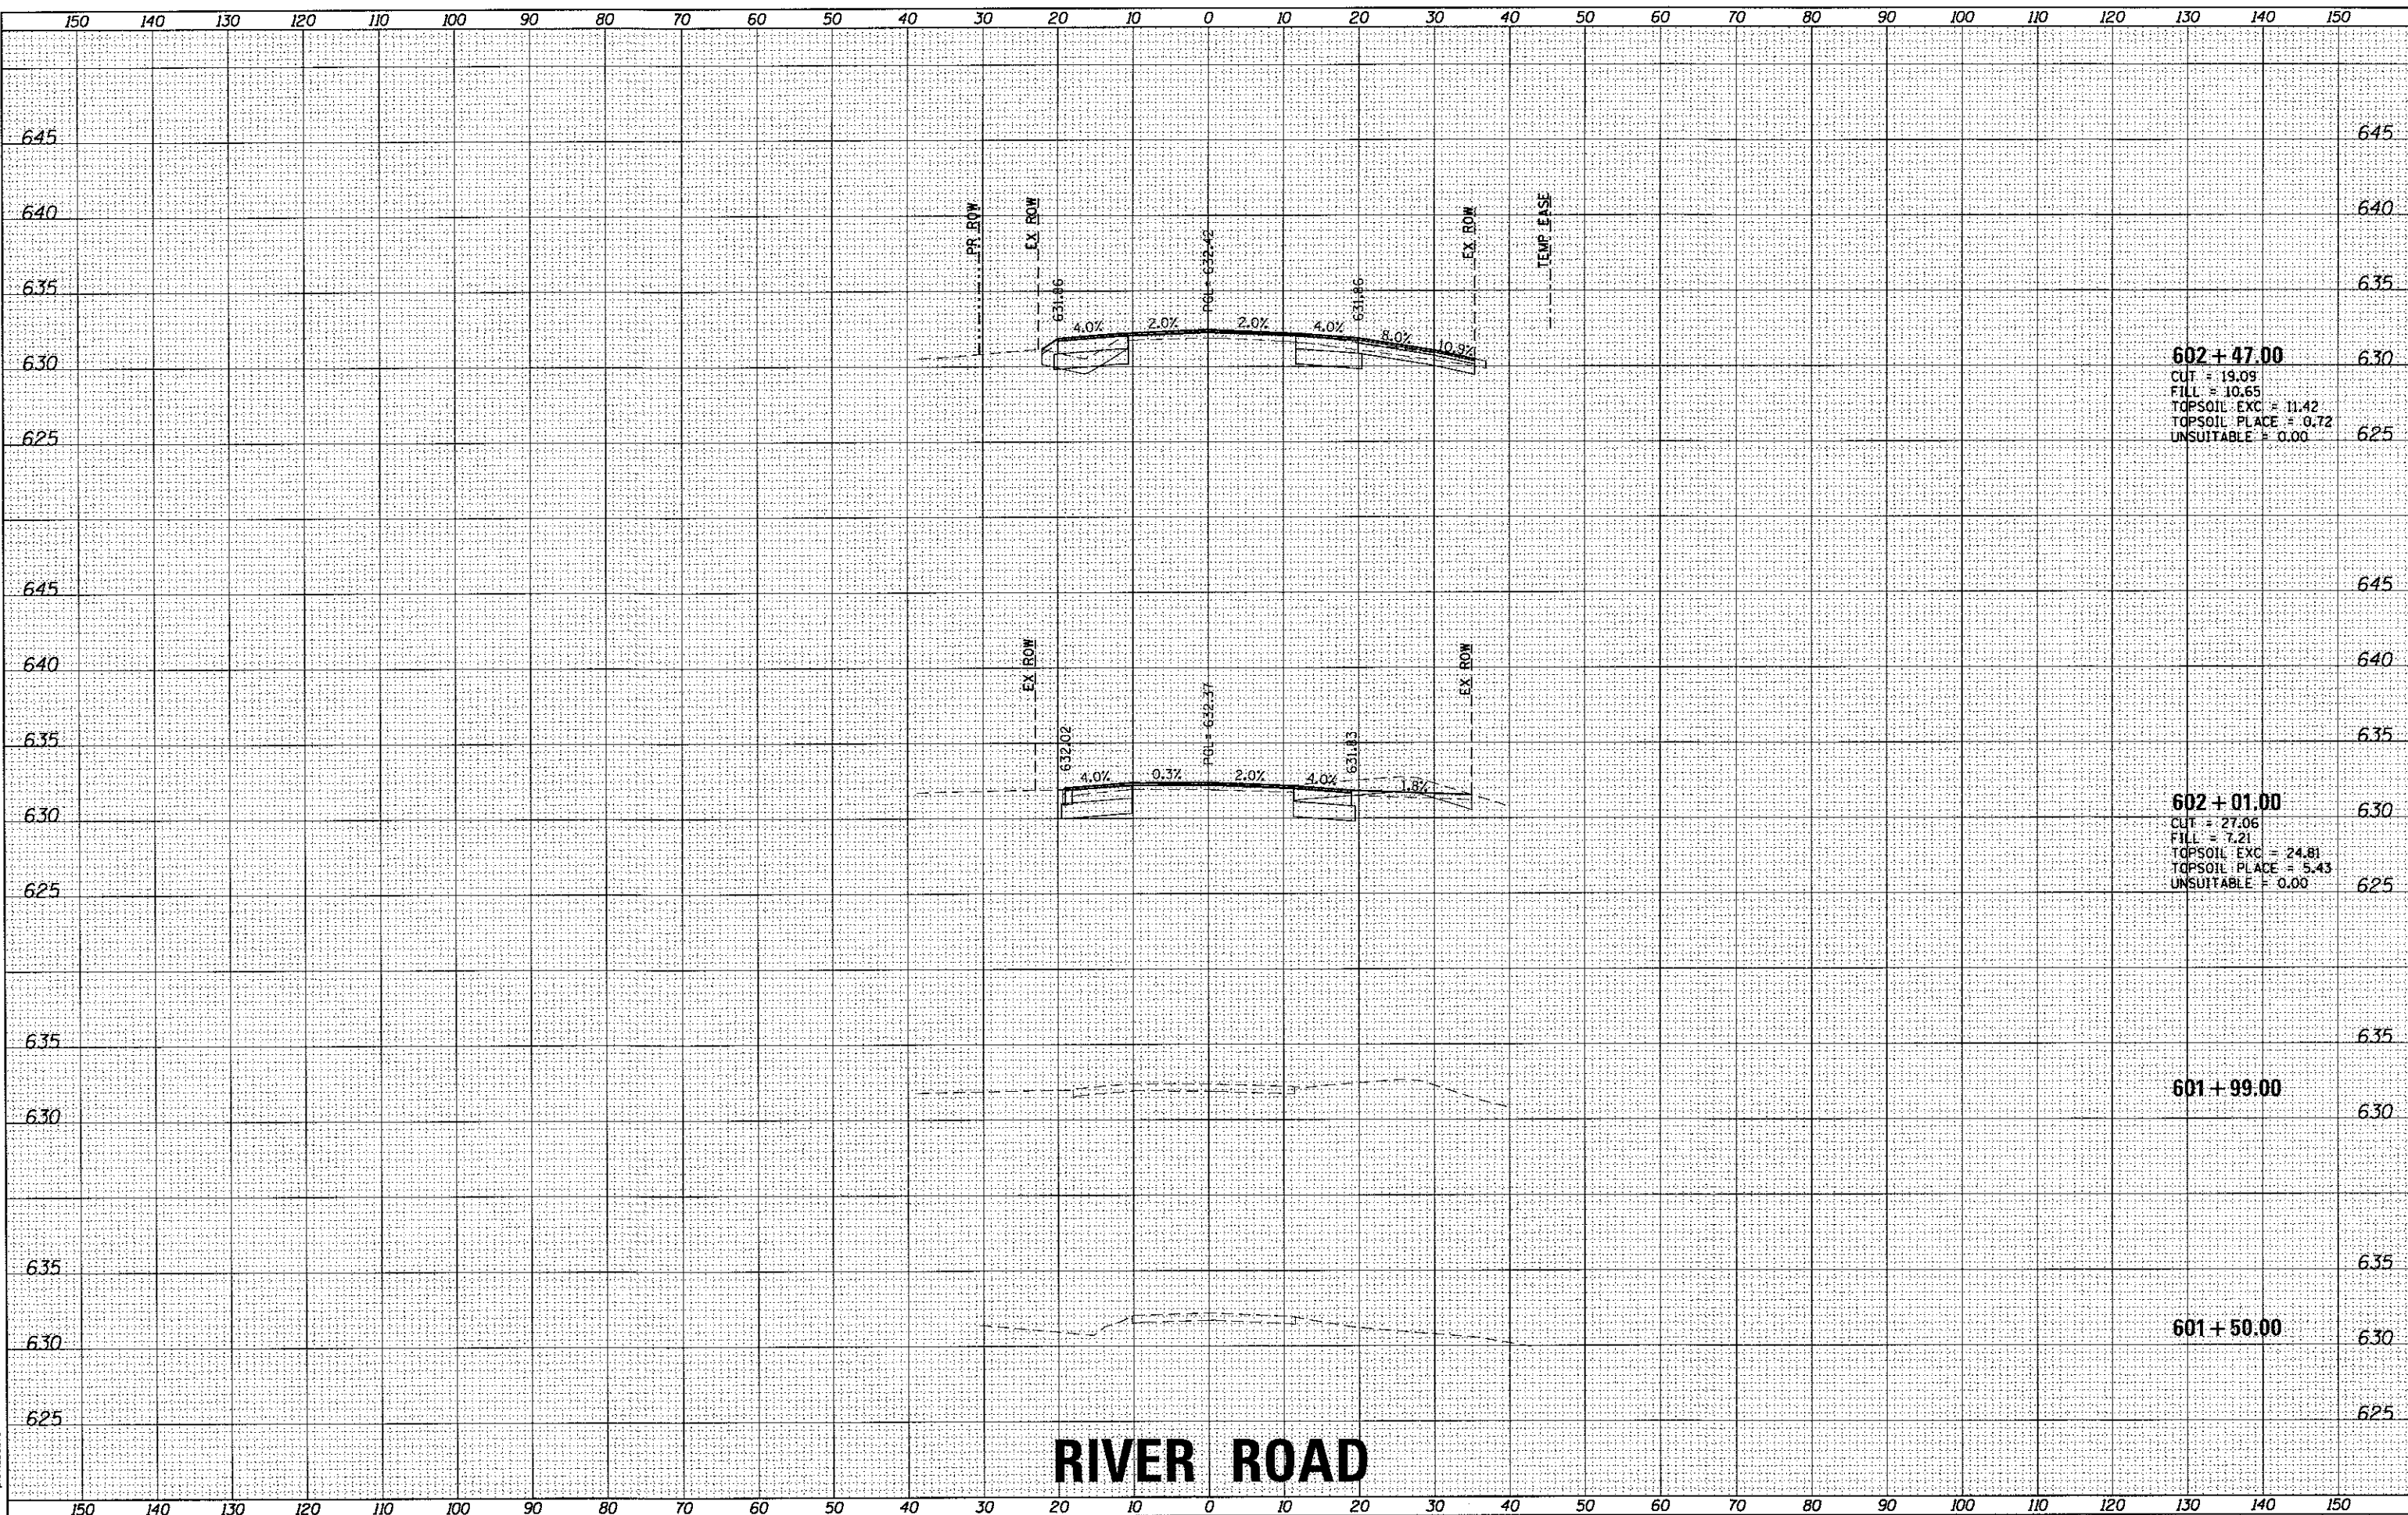 150 140 130 120 110 100 90 80 70 60 50 40 30 20 10 0 10 20 30 40 50 60 70 80 90 100 110 120 130 140 150
645 645
640 640
PR ROW
EX ROW
EX ROW
TEMP EASE
635 635
631.86
PGL= 632.42
631.86
4.0% 2.0% 2.0% 4.0% 8.0% 10.9%
630 630
602+47.00
CUT = 19.09
FILL = 10.65
TOPSOIL EXC = 11.42
TOPSOIL PLACE = 0.72
UNSUITABLE = 0.00
625 625
645 645
640 640
EX ROW
EX ROW
635 635
632.02
PGL= 632.37
631.83
4.0% 0.3% 2.0% 4.0% 1.8%
630 630
602+01.00
CUT = 27.06
FILL = 7.21
TOPSOIL EXC = 24.81
TOPSOIL PLACE = 5.43
UNSUITABLE = 0.00
625 625
635 635
601+99.00
630 630
635 635
601+50.00
630 630
625 625
RIVER ROAD
150 140 130 120 110 100 90 80 70 60 50 40 30 20 10 0 10 20 30 40 50 60 70 80 90 100 110 120 130 140 150